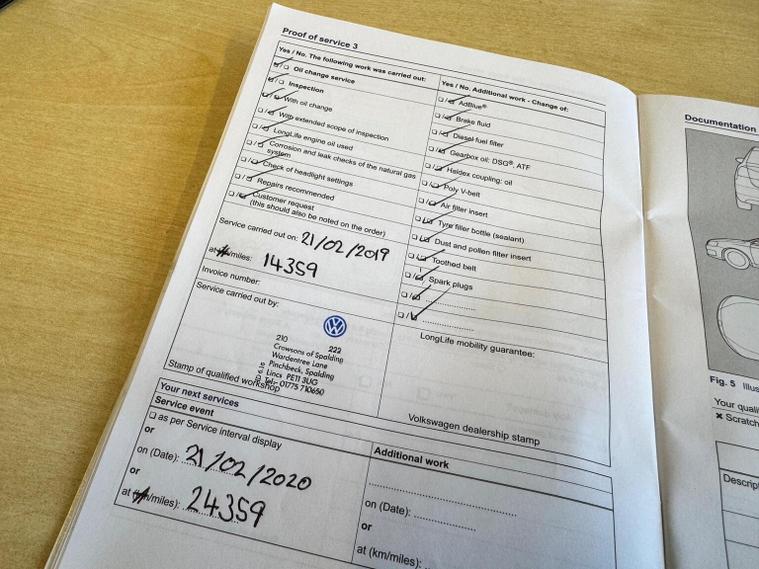 Proof of service 3
Yes / No. The following work was carried out:
Oil change service
Inspection
With oil change
With extended scope of inspection
LongLife engine oil used
Corrosion and leak checks of the natural gas
system
Check of headlight settings
Repairs recommended
Customer request
(this should also be noted on the order)
Service carried out on: 21/02/2019
at km/miles: 14359
Invoice number:
Service carried out by:
210 222
Crowsons of Spalding
Wardentree Lane
Pinchbeck, Spalding
Lincs PE11 3UG
Tel: 01775 710650
Stamp of qualified workshop
Yes / No. Additional work - Change of:
AdBlue®
Brake fluid
Diesel fuel filter
Gearbox oil: DSG®, ATF
Haldex coupling: oil
Poly V-belt
Air filter insert
Tyre filler bottle (sealant)
Dust and pollen filter insert
Toothed belt
Spark plugs
LongLife mobility guarantee:
Volkswagen dealership stamp
Your next services
Service event
as per Service interval display
or
on (Date): 21/02/2020
or
at (km/miles): 24359
Additional work
on (Date):
or
at (km/miles):
Documentation
Fig. 5
Your
Scratch